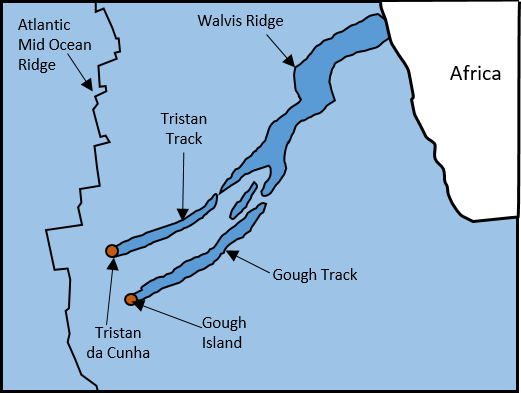 Atlantic
Mid Ocean
Ridge
Walvis Ridge
Africa
Tristan
Track
Gough Track
Tristan
da Cunha
Gough
Island